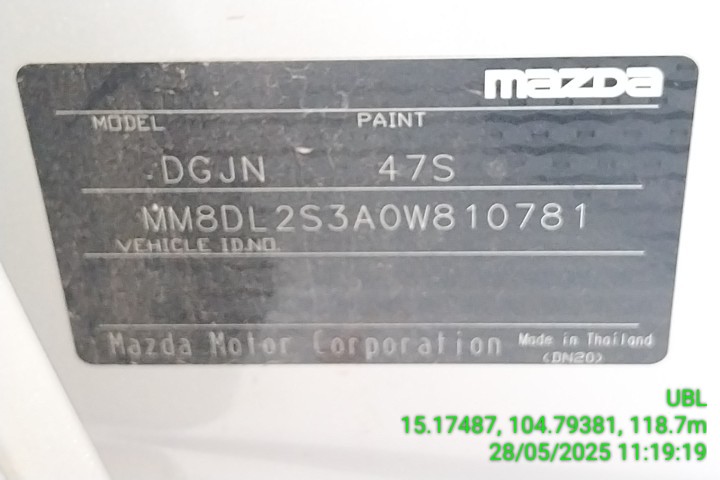 mazda
MODEL PAINT
DGJN 47S
MM8DL2S3A0W810781
VEHICLE ID.NO.
Mazda Motor Corporation Made in Thailand
(DN20)
UBL
15.17487, 104.79381, 118.7m
28/05/2025 11:19:19